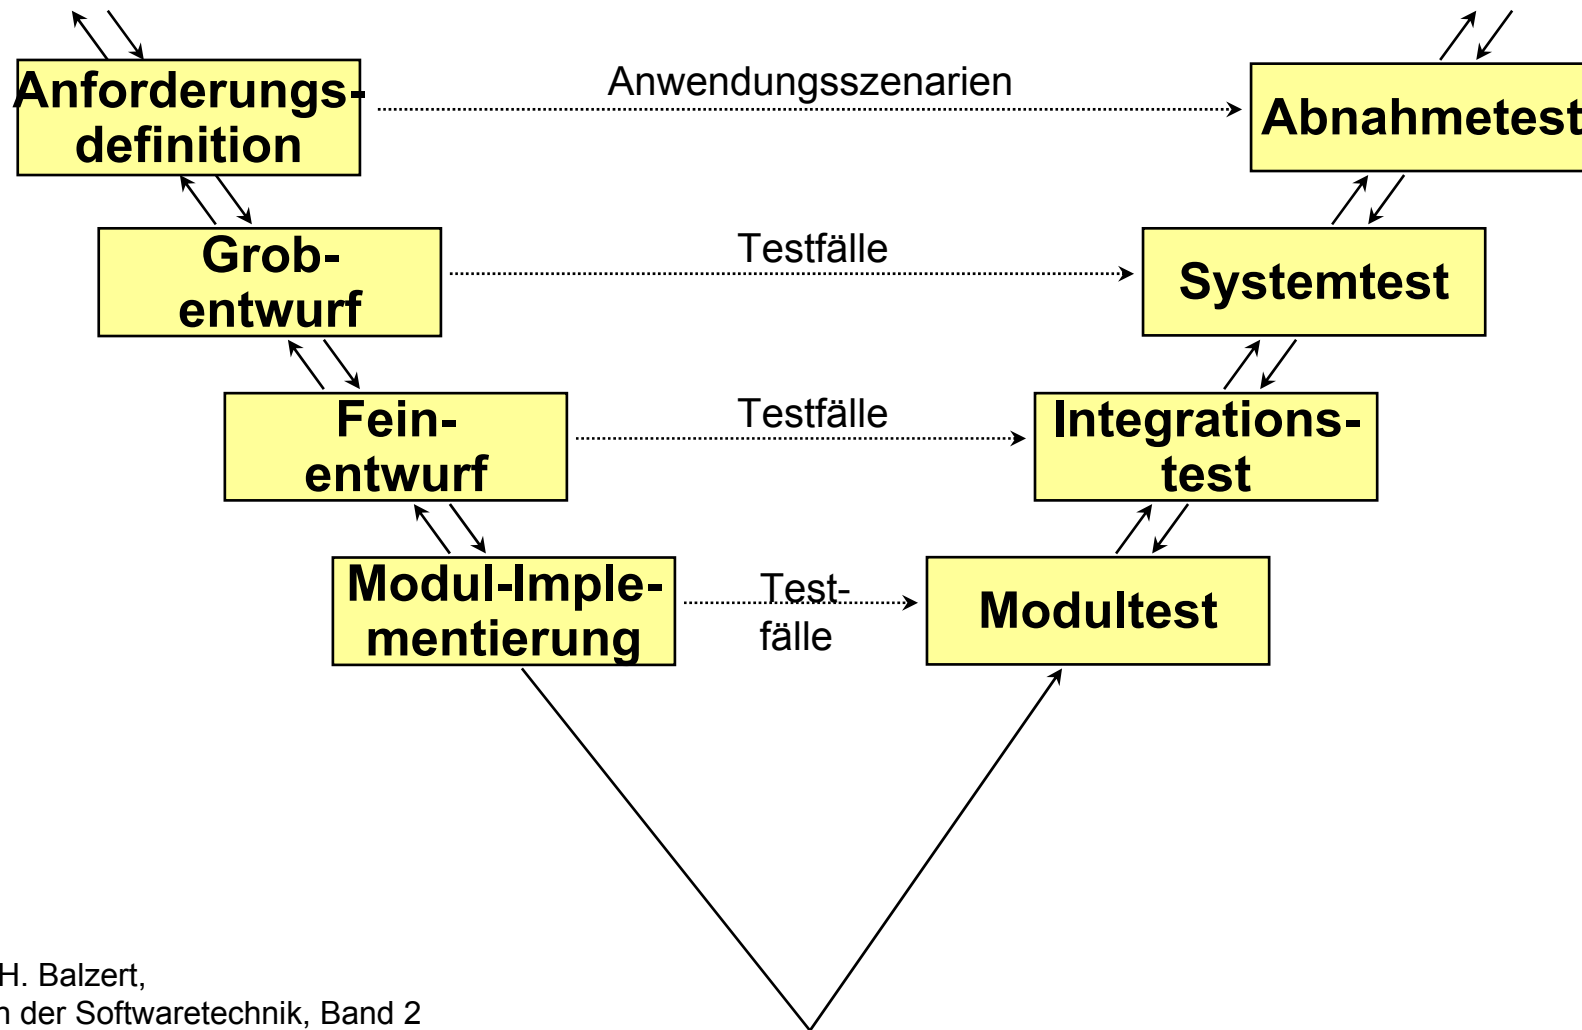 Anforderungs-
definition
Anwendungsszenarien
Abnahmetest
Grob-
entwurf
Testfälle
Systemtest
Fein-
entwurf
Testfälle
Integrations-
test
Modul-Imple-
mentierung
Test-
fälle
Modultest
H. Balzert,
der Softwaretechnik, Band 2